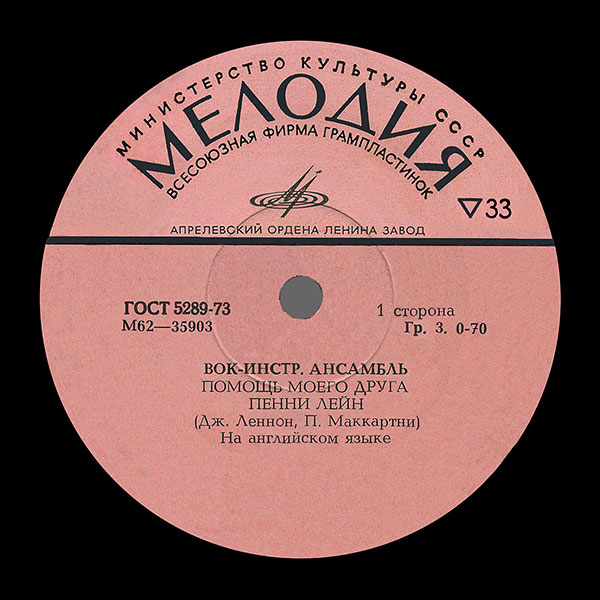 МИНИСТЕРСТВО КУЛЬТУРЫ СССР
МЕЛОДИЯ
ВСЕСОЮЗНАЯ ФИРМА ГРАМПЛАСТИНОК
▽33
АПРЕЛЕВСКИЙ ОРДЕНА ЛЕНИНА ЗАВОД
ГОСТ 5289-73
М62—35903
1 сторона
Гр. 3. 0-70
ВОК-ИНСТР. АНСАМБЛЬ
ПОМОЩЬ МОЕГО ДРУГА
ПЕННИ ЛЕЙН
(Дж. Леннон, П. Маккартни)
На английском языке